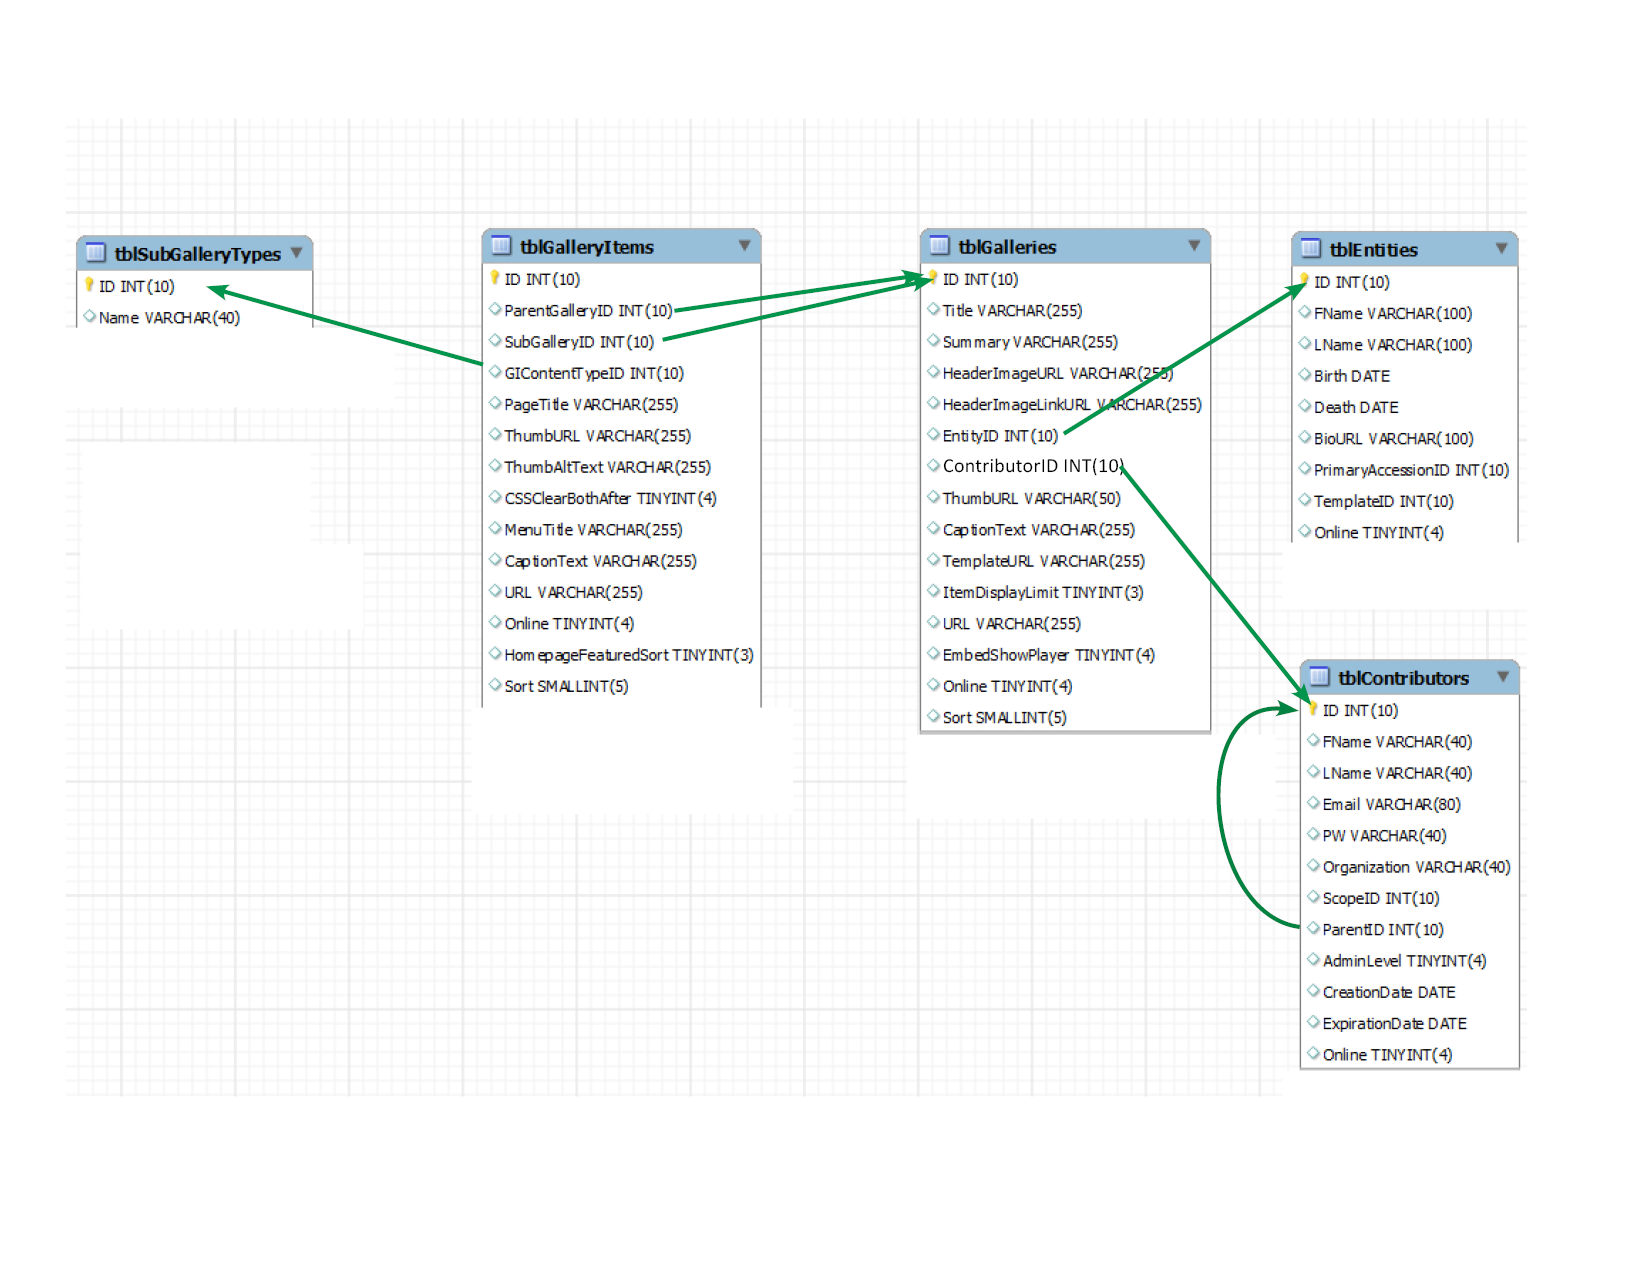 tblSubGalleryTypes
ID INT(10)
Name VARCHAR(40)
tblGalleryItems
ID INT(10)
ParentGalleryID INT(10)
SubGalleryID INT(10)
GIContentTypeID INT(10)
PageTitle VARCHAR(255)
ThumbURL VARCHAR(255)
ThumbAltText VARCHAR(255)
CSSClearBothAfter TINYINT(4)
MenuTitle VARCHAR(255)
CaptionText VARCHAR(255)
URL VARCHAR(255)
Online TINYINT(4)
HomepageFeaturedSort TINYINT(3)
Sort SMALLINT(5)
tblGalleries
ID INT(10)
Title VARCHAR(255)
Summary VARCHAR(255)
HeaderImageURL VARCHAR(255)
HeaderImageLinkURL VARCHAR(255)
EntityID INT(10)
ContributorID INT(10)
ThumbURL VARCHAR(50)
CaptionText VARCHAR(255)
TemplateURL VARCHAR(255)
ItemDisplayLimit TINYINT(3)
URL VARCHAR(255)
EmbedShowPlayer TINYINT(4)
Online TINYINT(4)
Sort SMALLINT(5)
tblEntities
ID INT(10)
FName VARCHAR(100)
LName VARCHAR(100)
Birth DATE
Death DATE
BioURL VARCHAR(100)
PrimaryAccessionID INT(10)
TemplateID INT(10)
Online TINYINT(4)
tblContributors
ID INT(10)
FName VARCHAR(40)
LName VARCHAR(40)
Email VARCHAR(80)
PW VARCHAR(40)
Organization VARCHAR(40)
ScopeID INT(10)
ParentID INT(10)
AdminLevel TINYINT(4)
CreationDate DATE
ExpirationDate DATE
Online TINYINT(4)